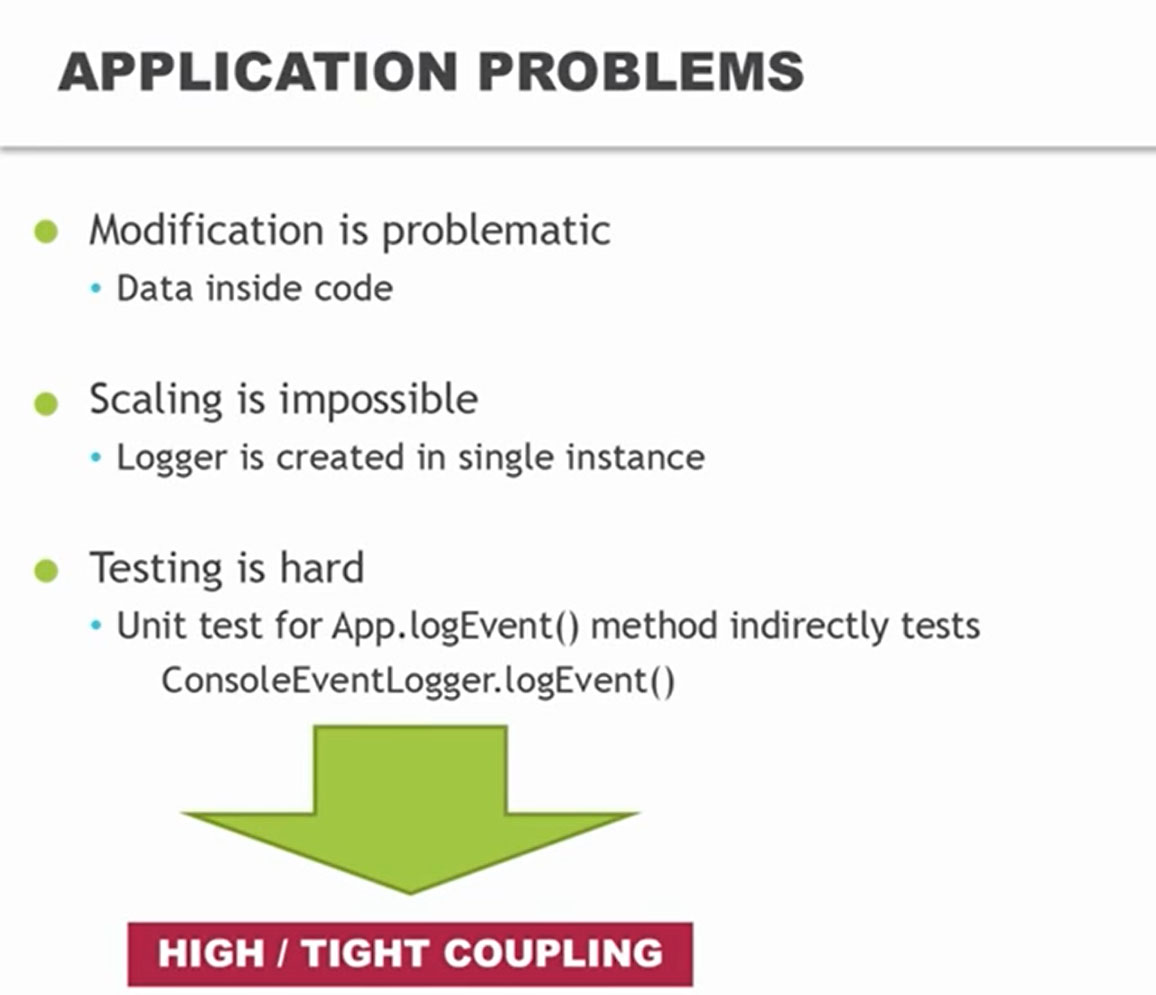 APPLICATION PROBLEMS
Modification is problematic
Data inside code
Scaling is impossible
Logger is created in single instance
Testing is hard
Unit test for App.logEvent() method indirectly tests
ConsoleEventLogger.logEvent()
HIGH / TIGHT COUPLING